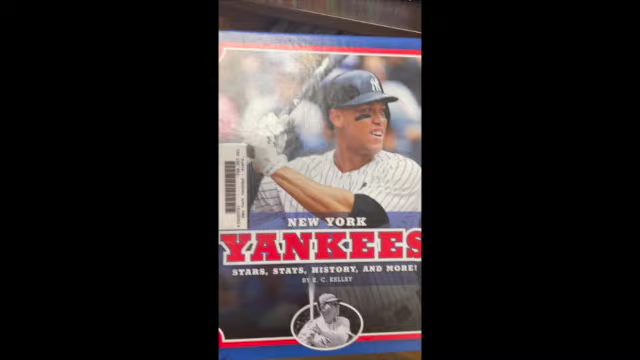 NY
NEW YORK
YANKEES
STARS, STATS, HISTORY, AND MORE!
BY K. C. KELLEY